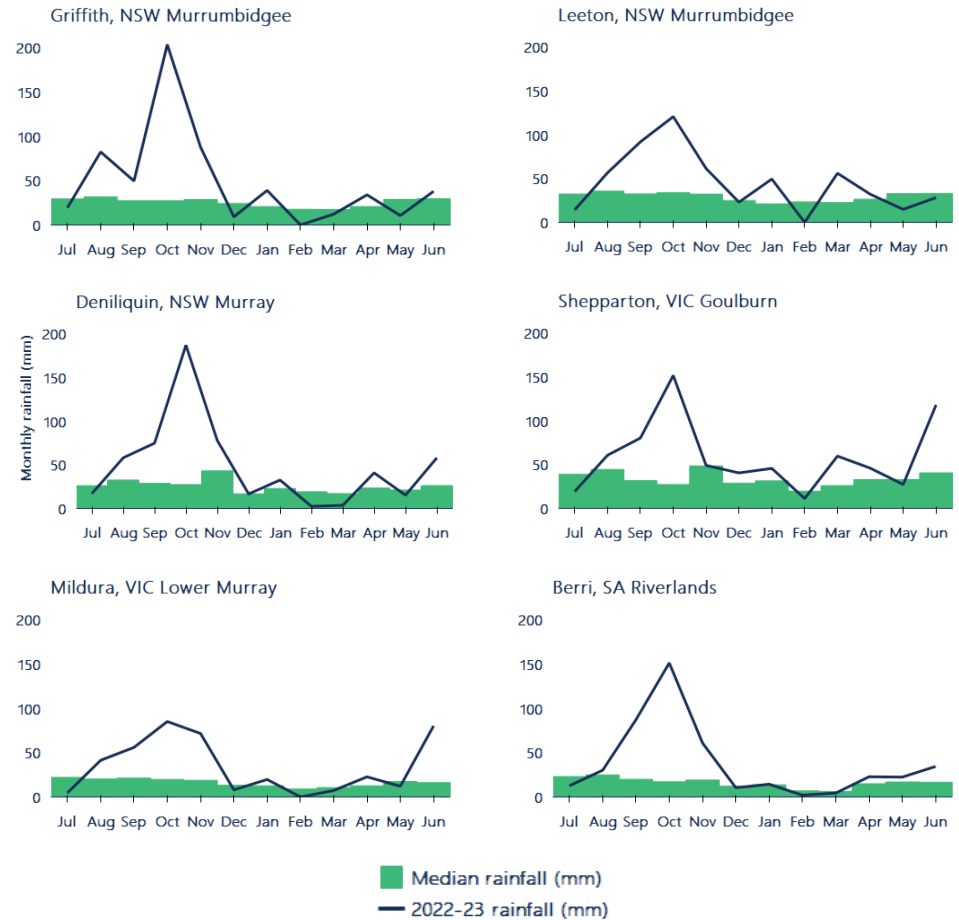 Griffith, NSW Murrumbidgee
200
150
100
50
0
Jul Aug Sep Oct Nov Dec Jan Feb Mar Apr May Jun
Leeton, NSW Murrumbidgee
200
150
100
50
0
Jul Aug Sep Oct Nov Dec Jan Feb Mar Apr May Jun
Deniliquin, NSW Murray
Monthly rainfall (mm)
200
150
100
50
0
Jul Aug Sep Oct Nov Dec Jan Feb Mar Apr May Jun
Shepparton, VIC Goulburn
200
150
100
50
0
Jul Aug Sep Oct Nov Dec Jan Feb Mar Apr May Jun
Mildura, VIC Lower Murray
200
150
100
50
0
Jul Aug Sep Oct Nov Dec Jan Feb Mar Apr May Jun
Berri, SA Riverlands
200
150
100
50
0
Jul Aug Sep Oct Nov Dec Jan Feb Mar Apr May Jun
Median rainfall (mm)
2022-23 rainfall (mm)